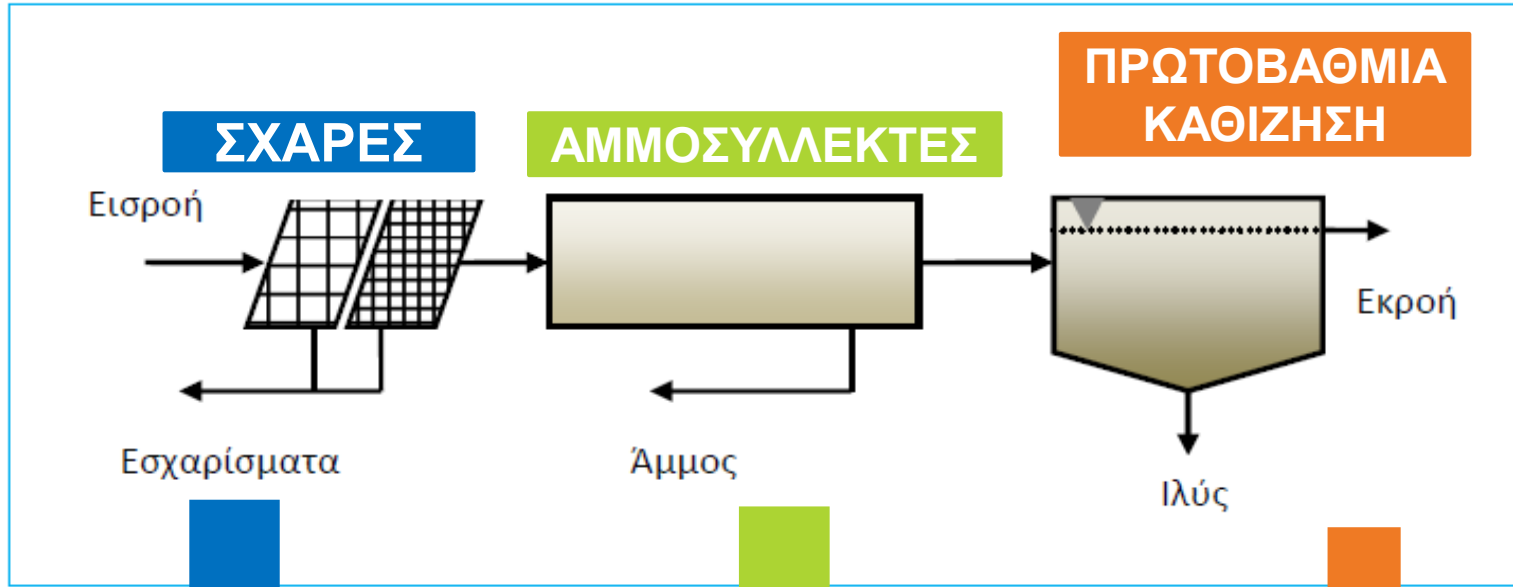 ΣΧΑΡΕΣ
ΑΜΜΟΣΥΛΛΕΚΤΕΣ
ΠΡΩΤΟΒΑΘΜΙΑ
ΚΑΘΙΖΗΣΗ
Εισροή
Εκροή
Εσχαρίσματα
Άμμος
Ιλύς